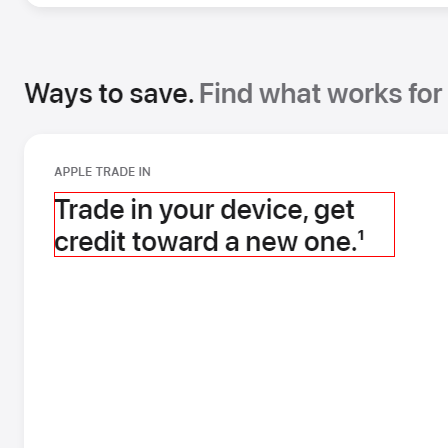 Ways to save. Find what works for
APPLE TRADE IN
Trade in your device, get
credit toward a new one.¹